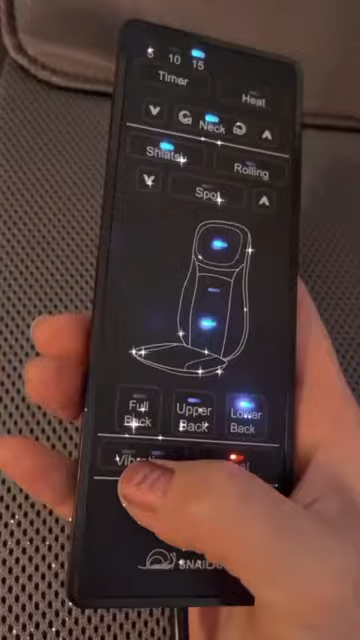 5 10 15
Timer
Heat
Neck
Shiatsu
Rolling
Spot
Full Back
Upper Back
Lower Back